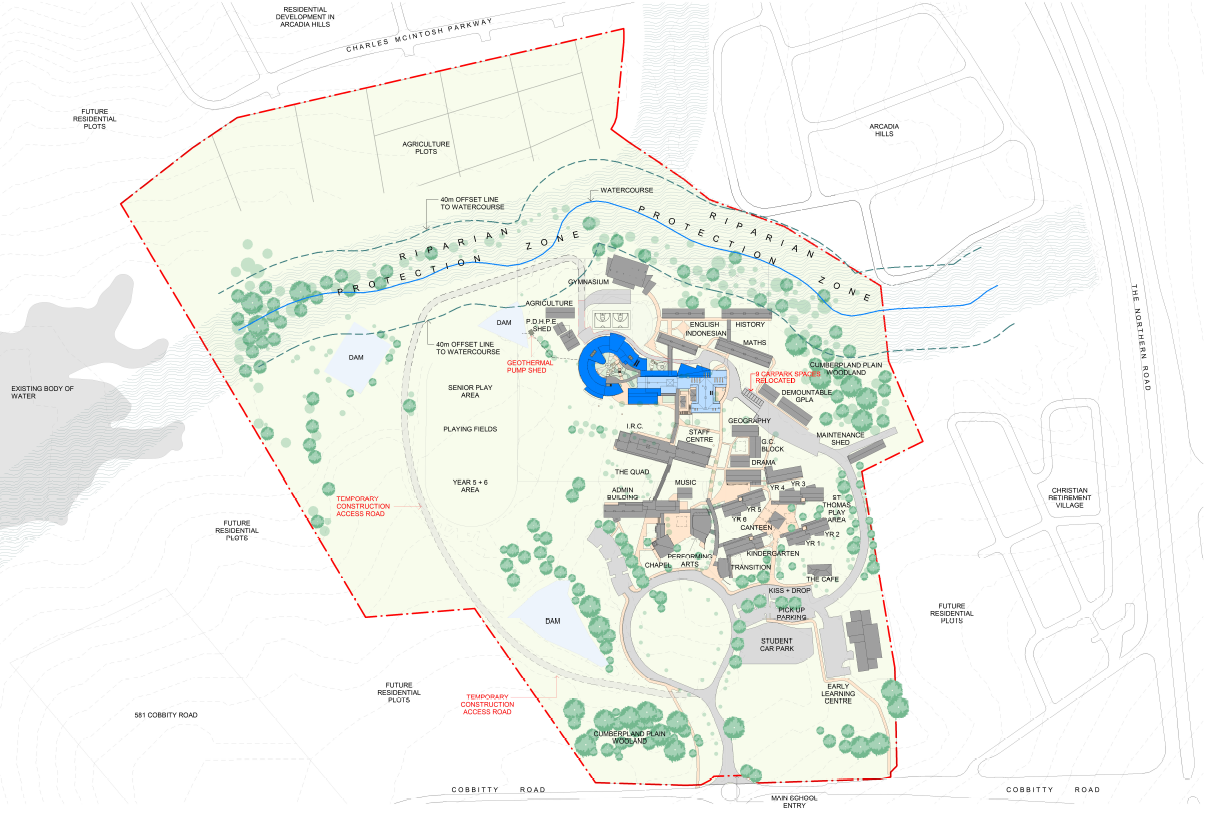 RESIDENTIAL
DEVELOPMENT IN
ARCADIA HILLS
CHARLES MCINTOSH PARKWAY
FUTURE
RESIDENTIAL
PLOTS
ARCADIA
HILLS
AGRICULTURE
PLOTS
WATERCOURSE
40m OFFSET LINE
TO WATERCOURSE
RIPARIAN
PROTECTION ZONE
RIPARIAN
PROTECTION ZONE
GYMNASIUM
AGRICULTURE
DAM
P.D.H.P.E
SHED
ENGLISH
HISTORY
INDONESIAN
MATHS
THE NORTHERN ROAD
40m OFFSET LINE
TO WATERCOURSE
DAM
GEOTHERMAL
PUMP SHED
CUMBERPLAND PLAIN
WOODLAND
9 CARPARK SPACES
RELOCATED
EXISTING BODY OF
WATER
SENIOR PLAY
AREA
DEMOUNTABLE
GPLA
PLAYING FIELDS
I.R.C.
STAFF
CENTRE
GEOGRAPHY
G.C.
BLOCK
MAINTENANCE
SHED
DRAMA
THE QUAD
YEAR 5 + 6
AREA
MUSIC
YR 4
YR 3
ADMIN
BUILDING
TEMPORARY
CONSTRUCTION
ACCESS ROAD
YR 5
YR 6
ST
THOMAS
PLAY
AREA
CHRISTIAN
RETIREMENT
VILLAGE
CANTEEN
YR 2
YR 1
FUTURE
RESIDENTIAL
PLOTS
KINDERGARTEN
PERFORMING
ARTS
CHAPEL
TRANSITION
THE CAFE
KISS + DROP
PICK UP
PARKING
FUTURE
RESIDENTIAL
PLOTS
DAM
STUDENT
CAR PARK
FUTURE
RESIDENTIAL
PLOTS
EARLY
LEARNING
CENTRE
TEMPORARY
CONSTRUCTION
ACCESS ROAD
581 COBBITY ROAD
CUMBERLAND PLAIN
WOOLAND
COBBITTY ROAD
MAIN SCHOOL
ENTRY
COBBITTY ROAD